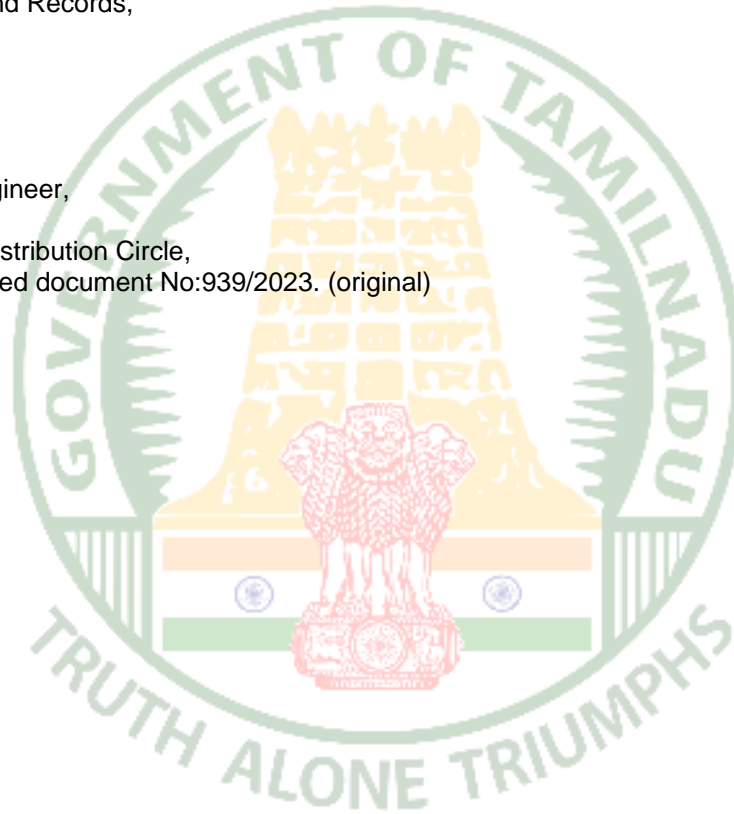 nd Records,
gineer,
stribution Circle,
ed document No:939/2023. (original)
GOVERNMENT OF TAMILNADU
TRUTH ALONE TRIUMPHS